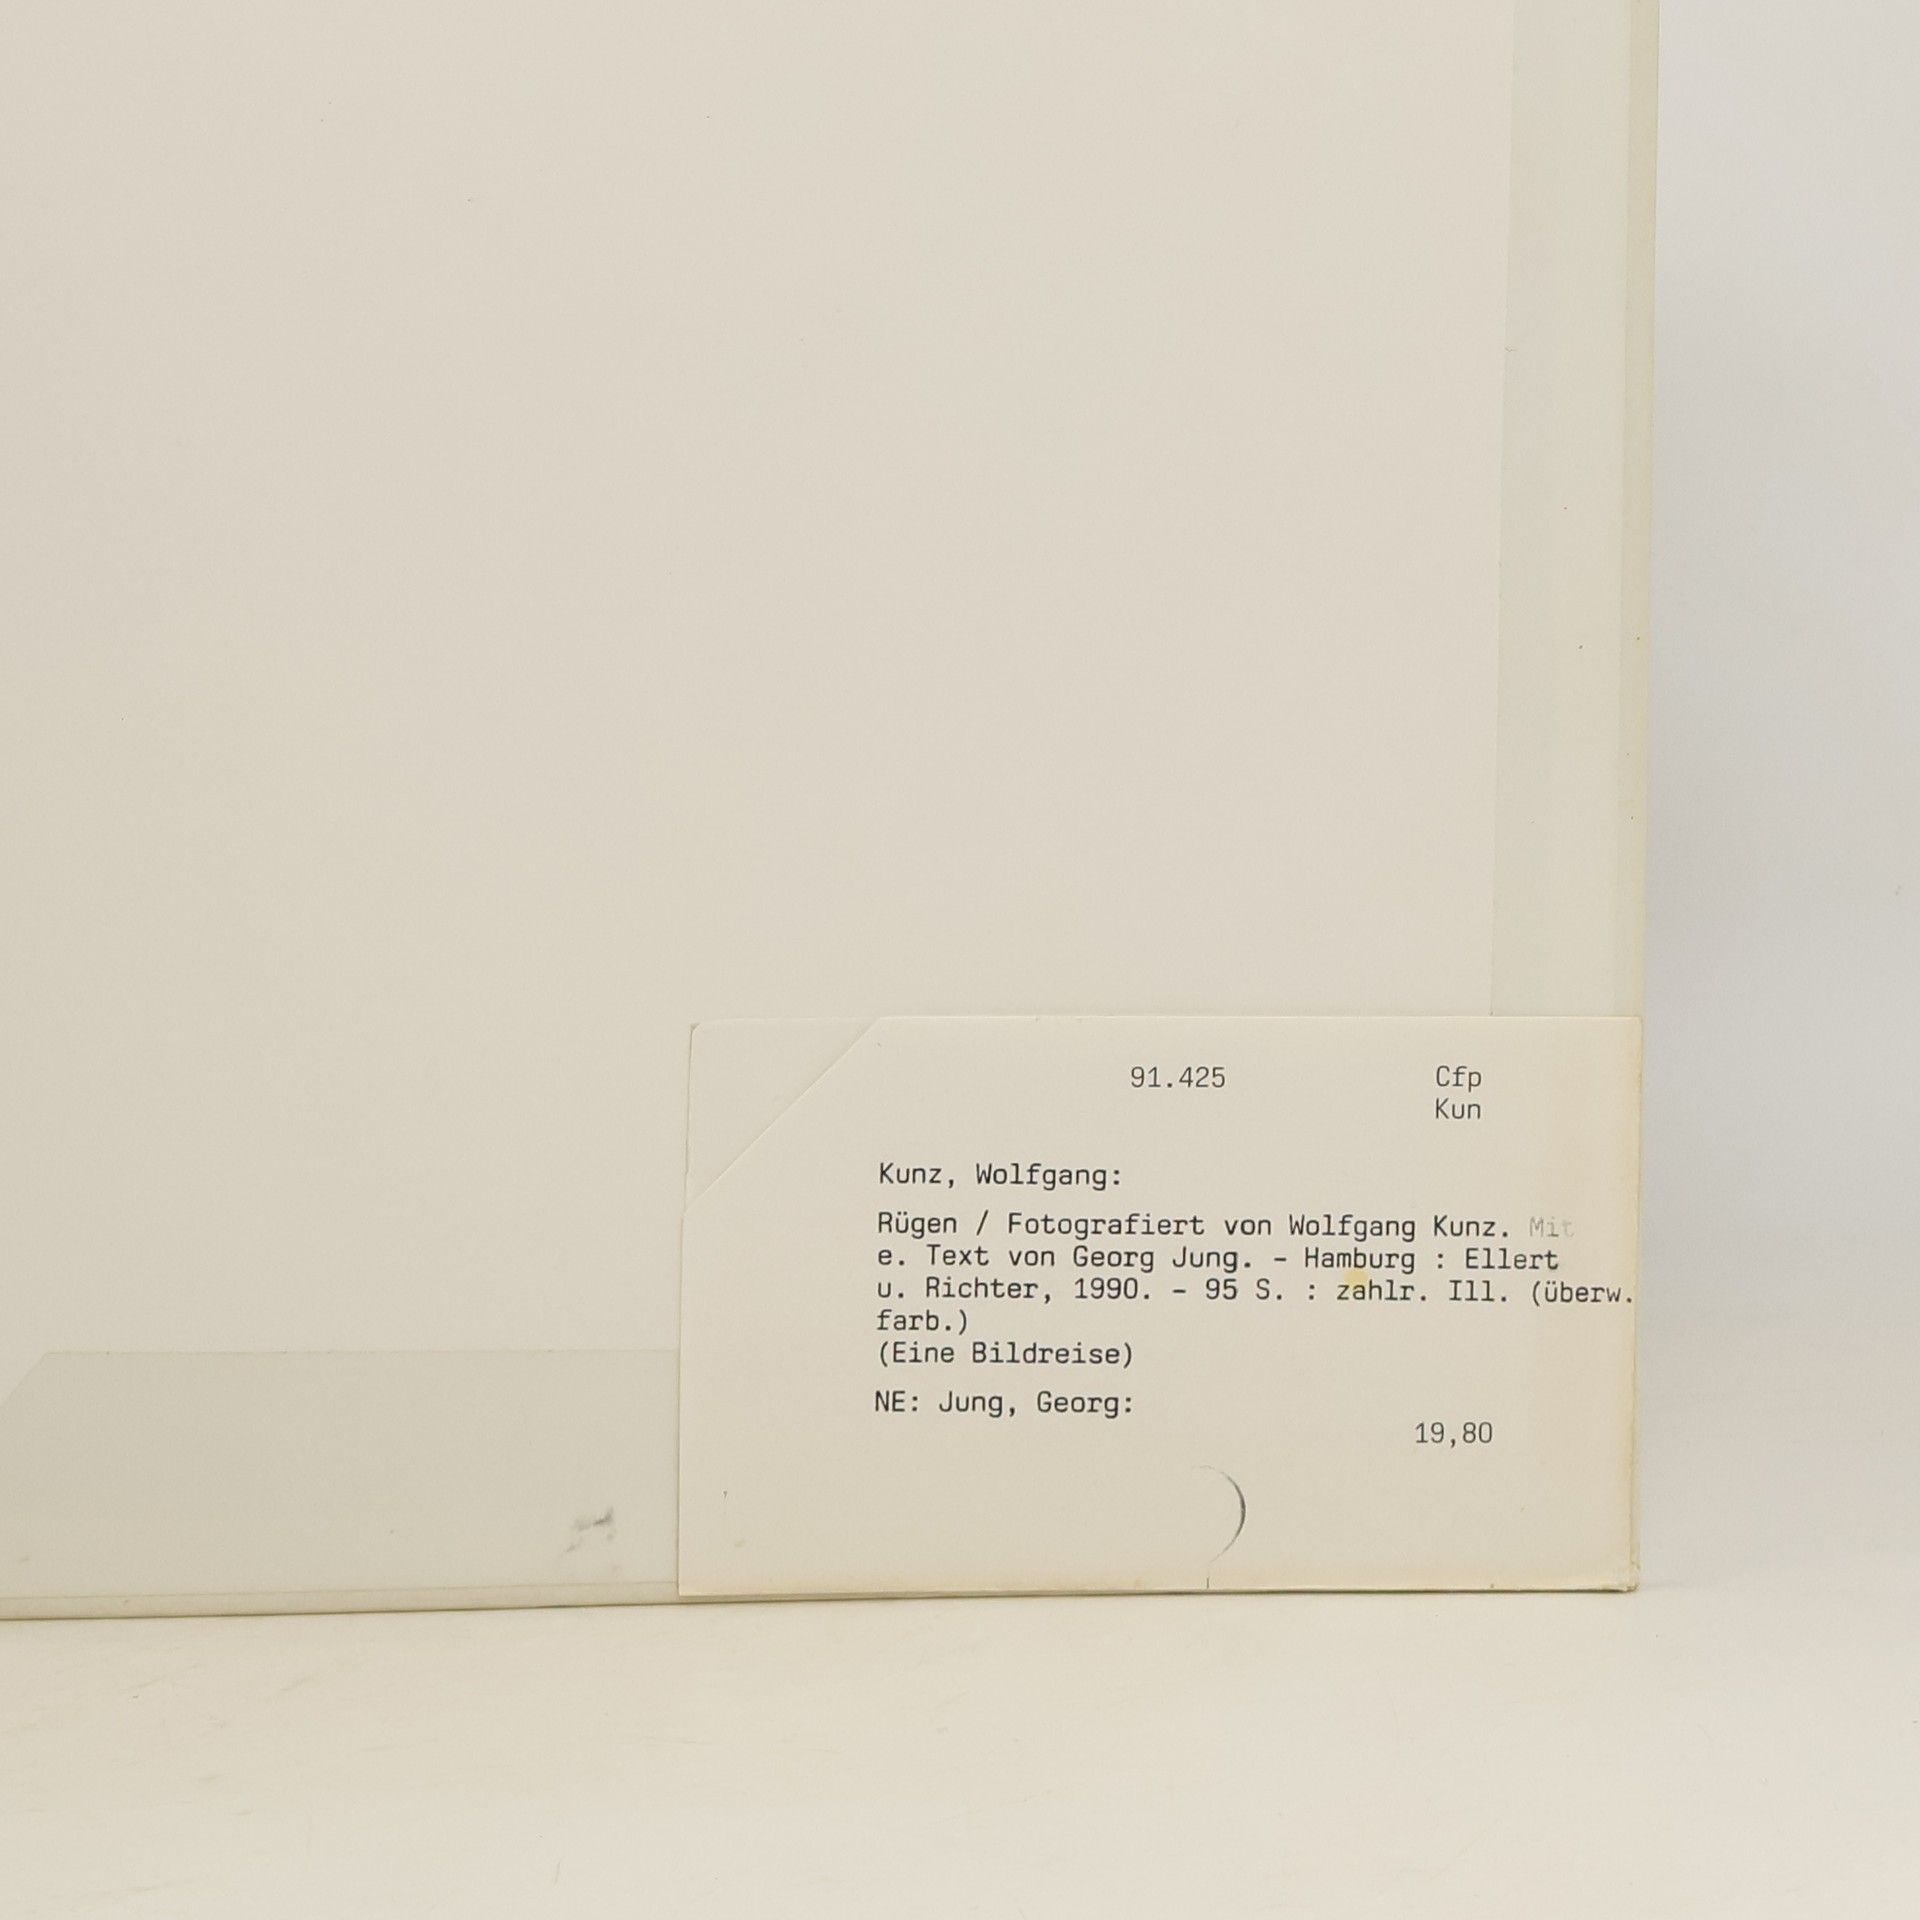 91.425 Cfp
Kun
Kunz, Wolfgang:
Rügen / Fotografiert von Wolfgang Kunz. Mit
e. Text von Georg Jung. - Hamburg : Ellert
u. Richter, 1990. - 95 S. : zahlr. Ill. (überw.
farb.)
(Eine Bildreise)
NE: Jung, Georg:
19,80